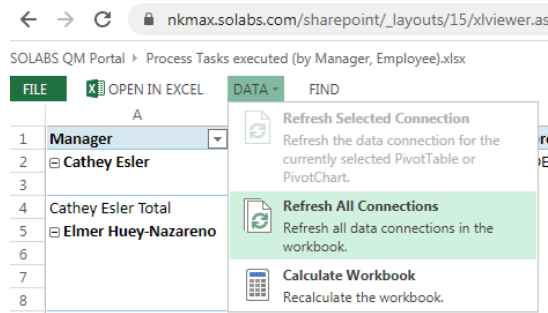 nkmax.solabs.com/sharepoint/_layouts/15/xlviewer.as
SOLABS QM Portal ▸ Process Tasks executed (by Manager, Employee).xlsx
FILE OPEN IN EXCEL DATA FIND
A
1 Manager
2 Cathey Esler
3
4 Cathey Esler Total
5 Elmer Huey-Nazareno
6
7
8
Refresh Selected Connection
Refresh the data connection for the
currently selected PivotTable or
PivotChart.
Refresh All Connections
Refresh all data connections in the
workbook.
Calculate Workbook
Recalculate the workbook.